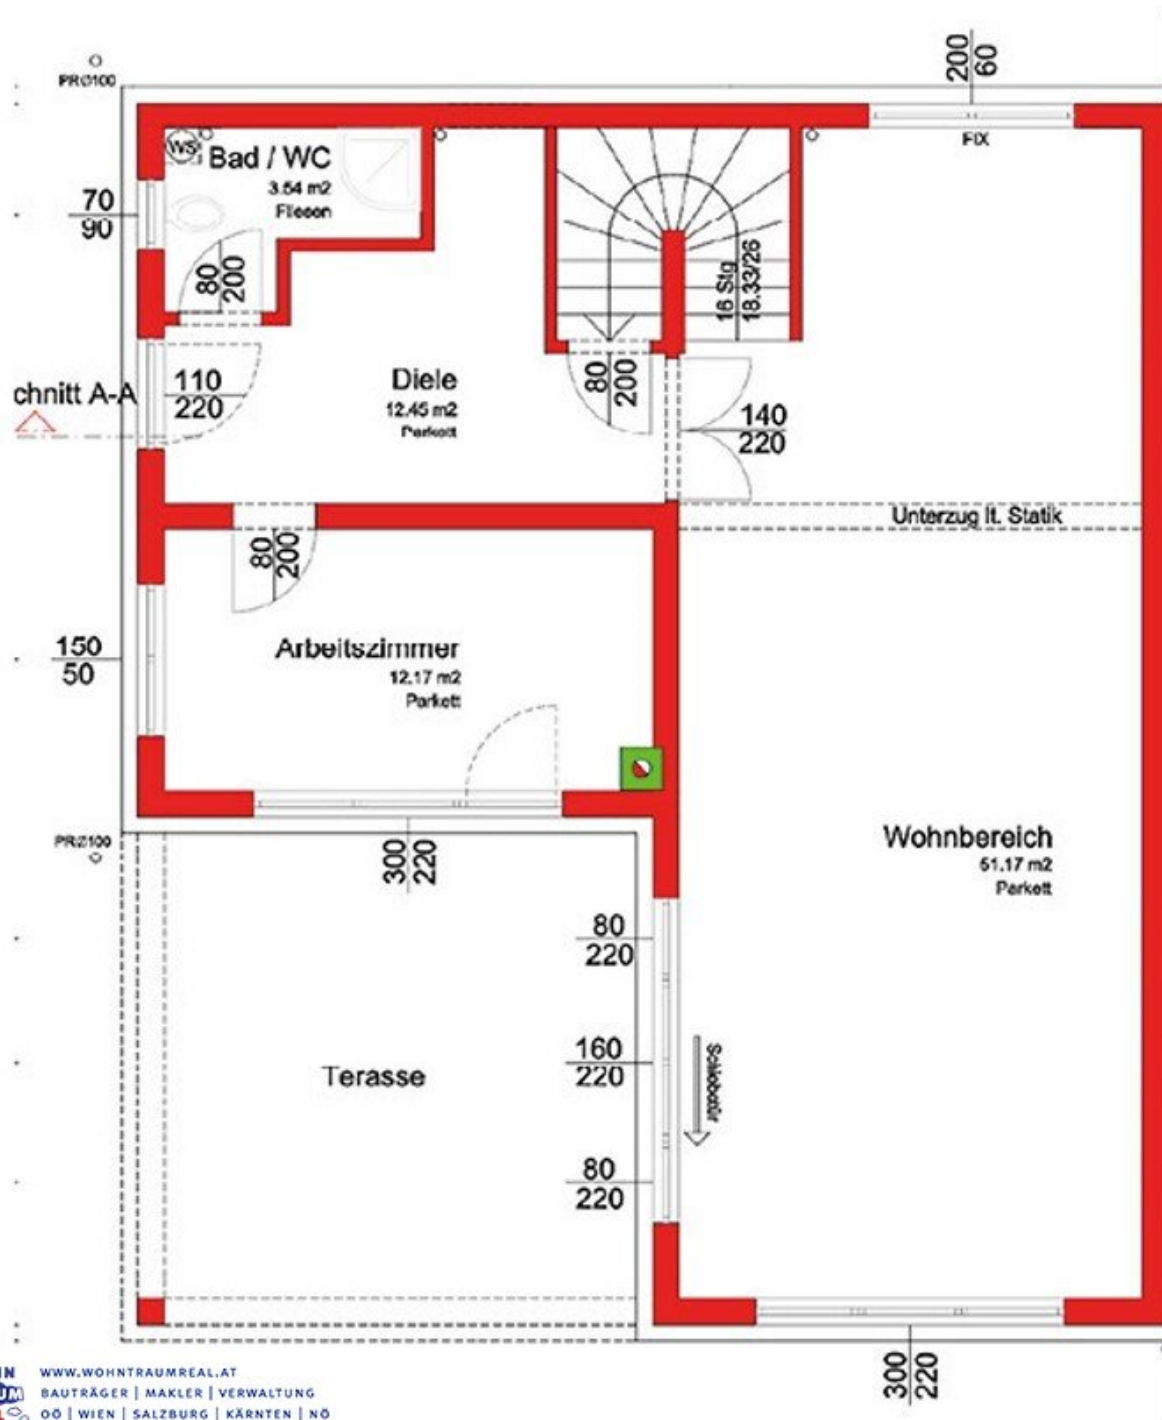 200
60
PRØ100
FIX
WS
Bad / WC
3.54 m2
Fliesen
70
90
80
200
16 Stg
18.33/26
chnitt A-A
110
220
Diele
12.45 m2
Parkett
80
200
140
220
Unterzug lt. Statik
80
200
150
50
Arbeitszimmer
12.17 m2
Parkett
PRØ100
300
220
Wohnbereich
51.17 m2
Parkett
80
220
160
220
Schiebetür
Terasse
80
220
300
220
IN
WWW.WOHNTRAUMREAL.AT
UM
BAUTRÄGER | MAKLER | VERWALTUNG
OÖ | WIEN | SALZBURG | KÄRNTEN | NÖ